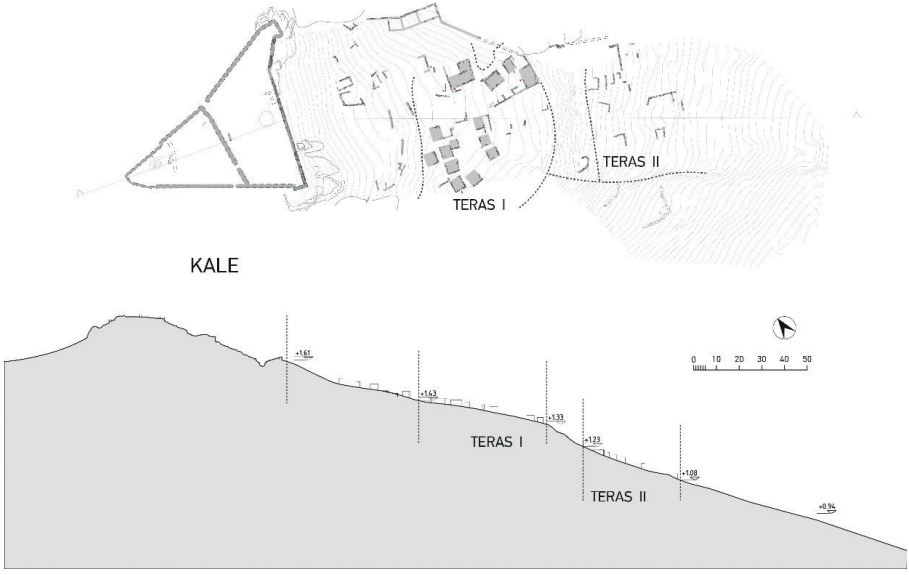 TERAS II
TERAS I
KALE
+1.61
0 10 20 30 40 50
+1.43
+1.33
TERAS I
+1.23
+1.08
TERAS II
+0.94